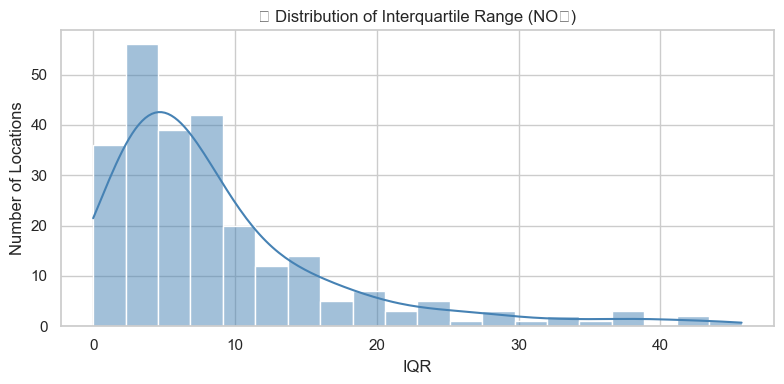 ▯ Distribution of Interquartile Range (NO▯)
Number of Locations
50
40
30
20
10
0
0 10 20 30 40
IQR